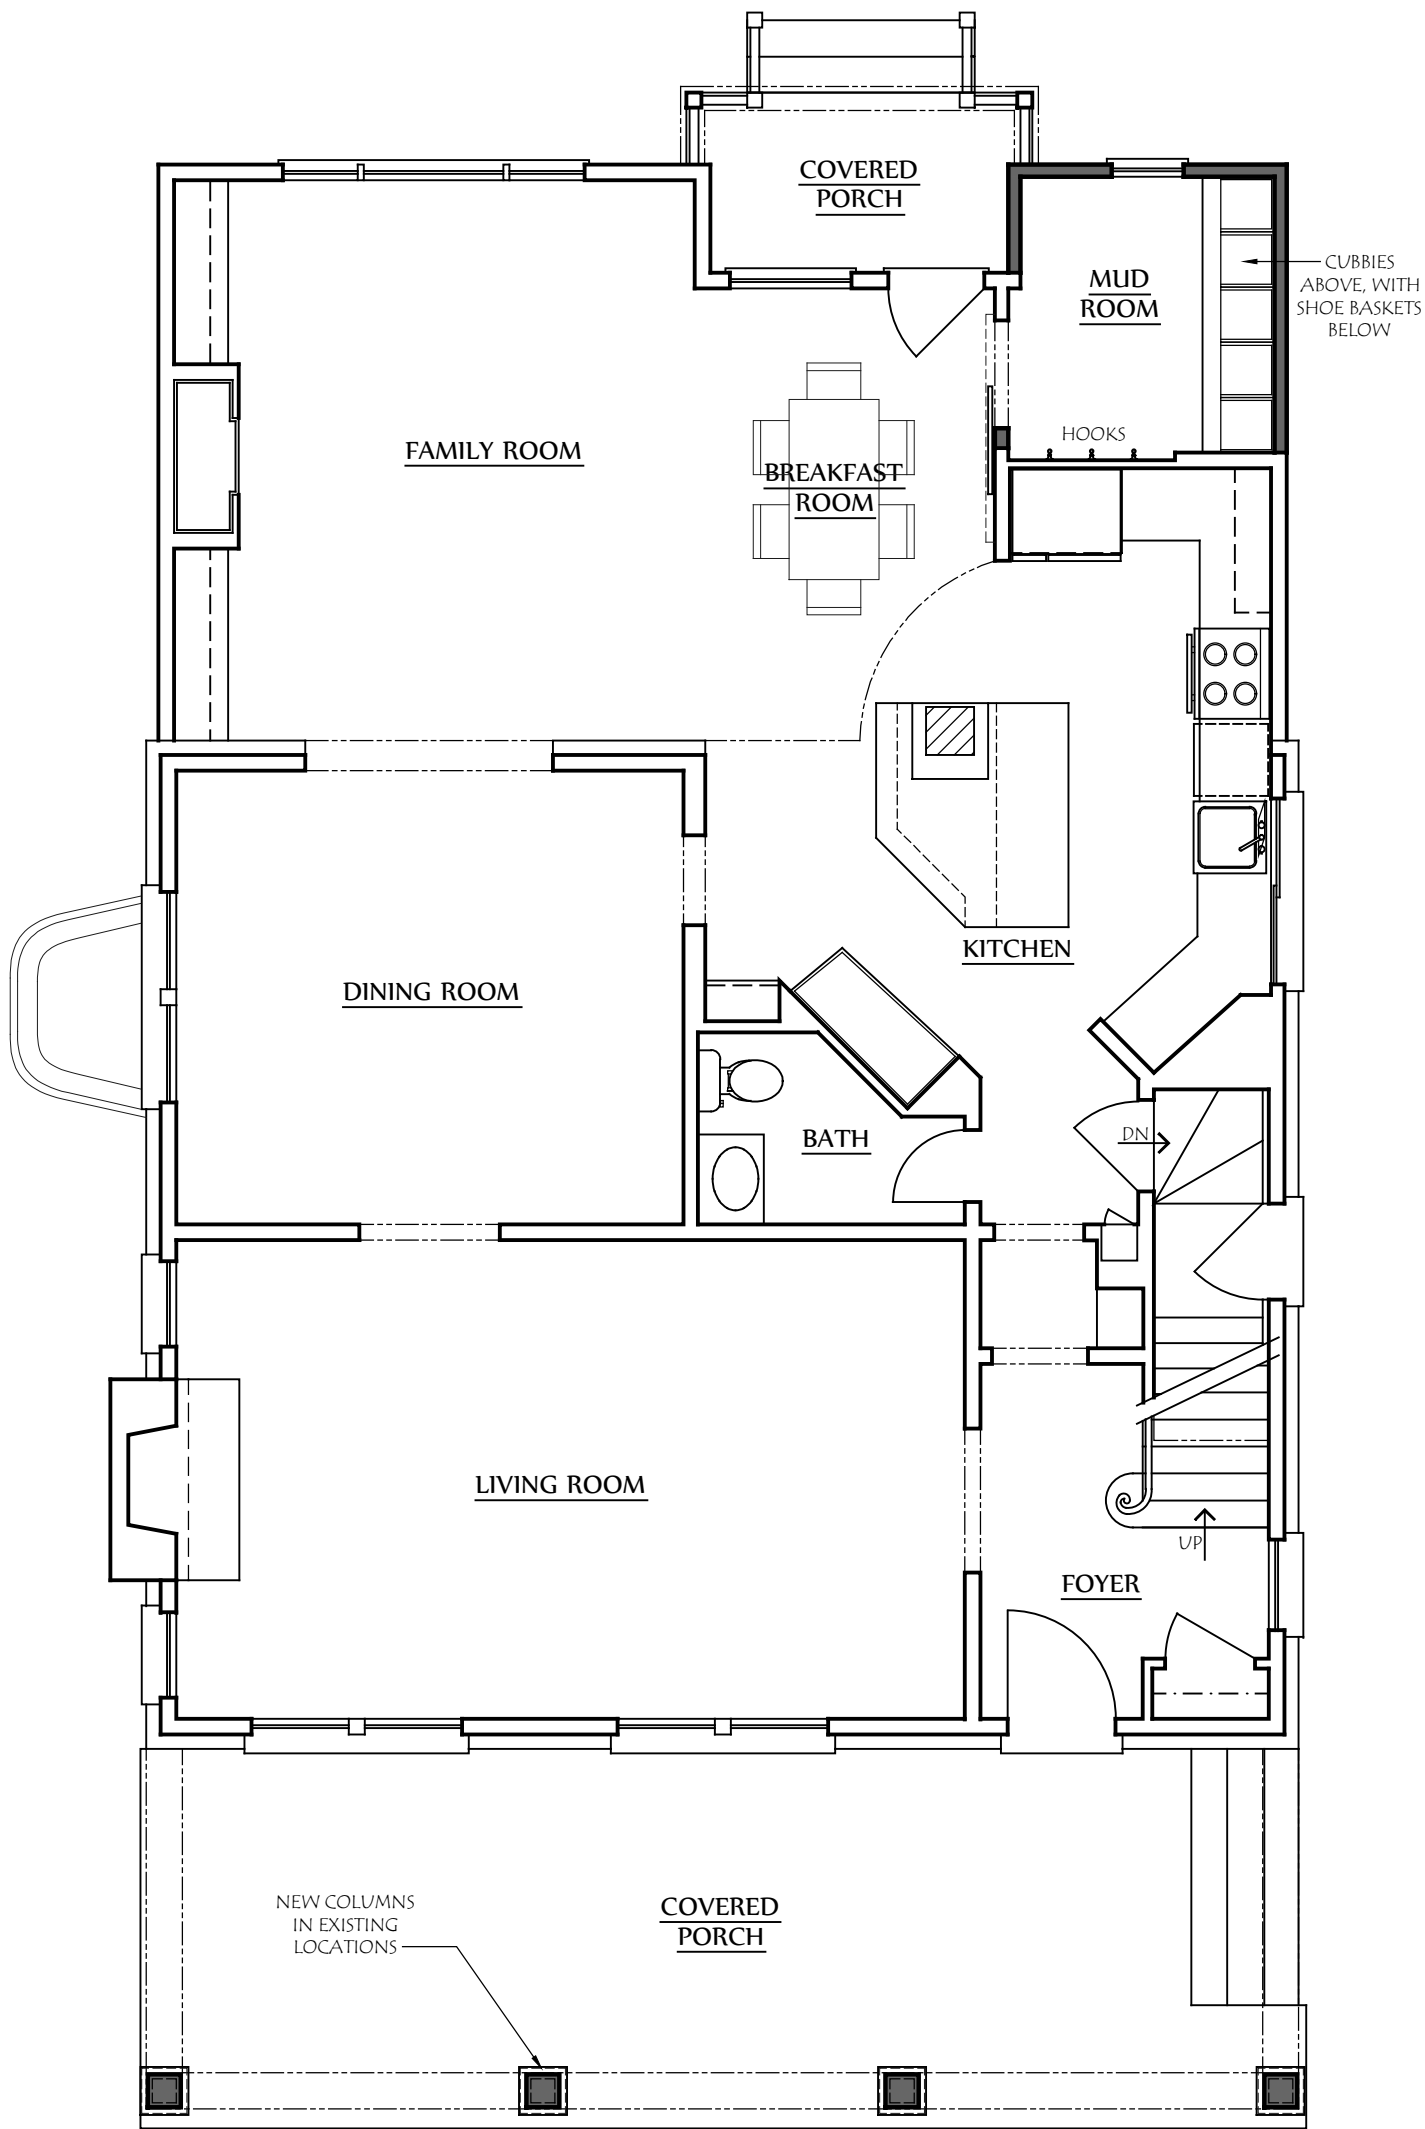 COVERED
PORCH
MUD
ROOM
CUBBIES
ABOVE, WITH
SHOE BASKETS
BELOW
HOOKS
FAMILY ROOM
BREAKFAST
ROOM
KITCHEN
DINING ROOM
BATH
DN
LIVING ROOM
UP
FOYER
NEW COLUMNS
IN EXISTING
LOCATIONS
COVERED
PORCH